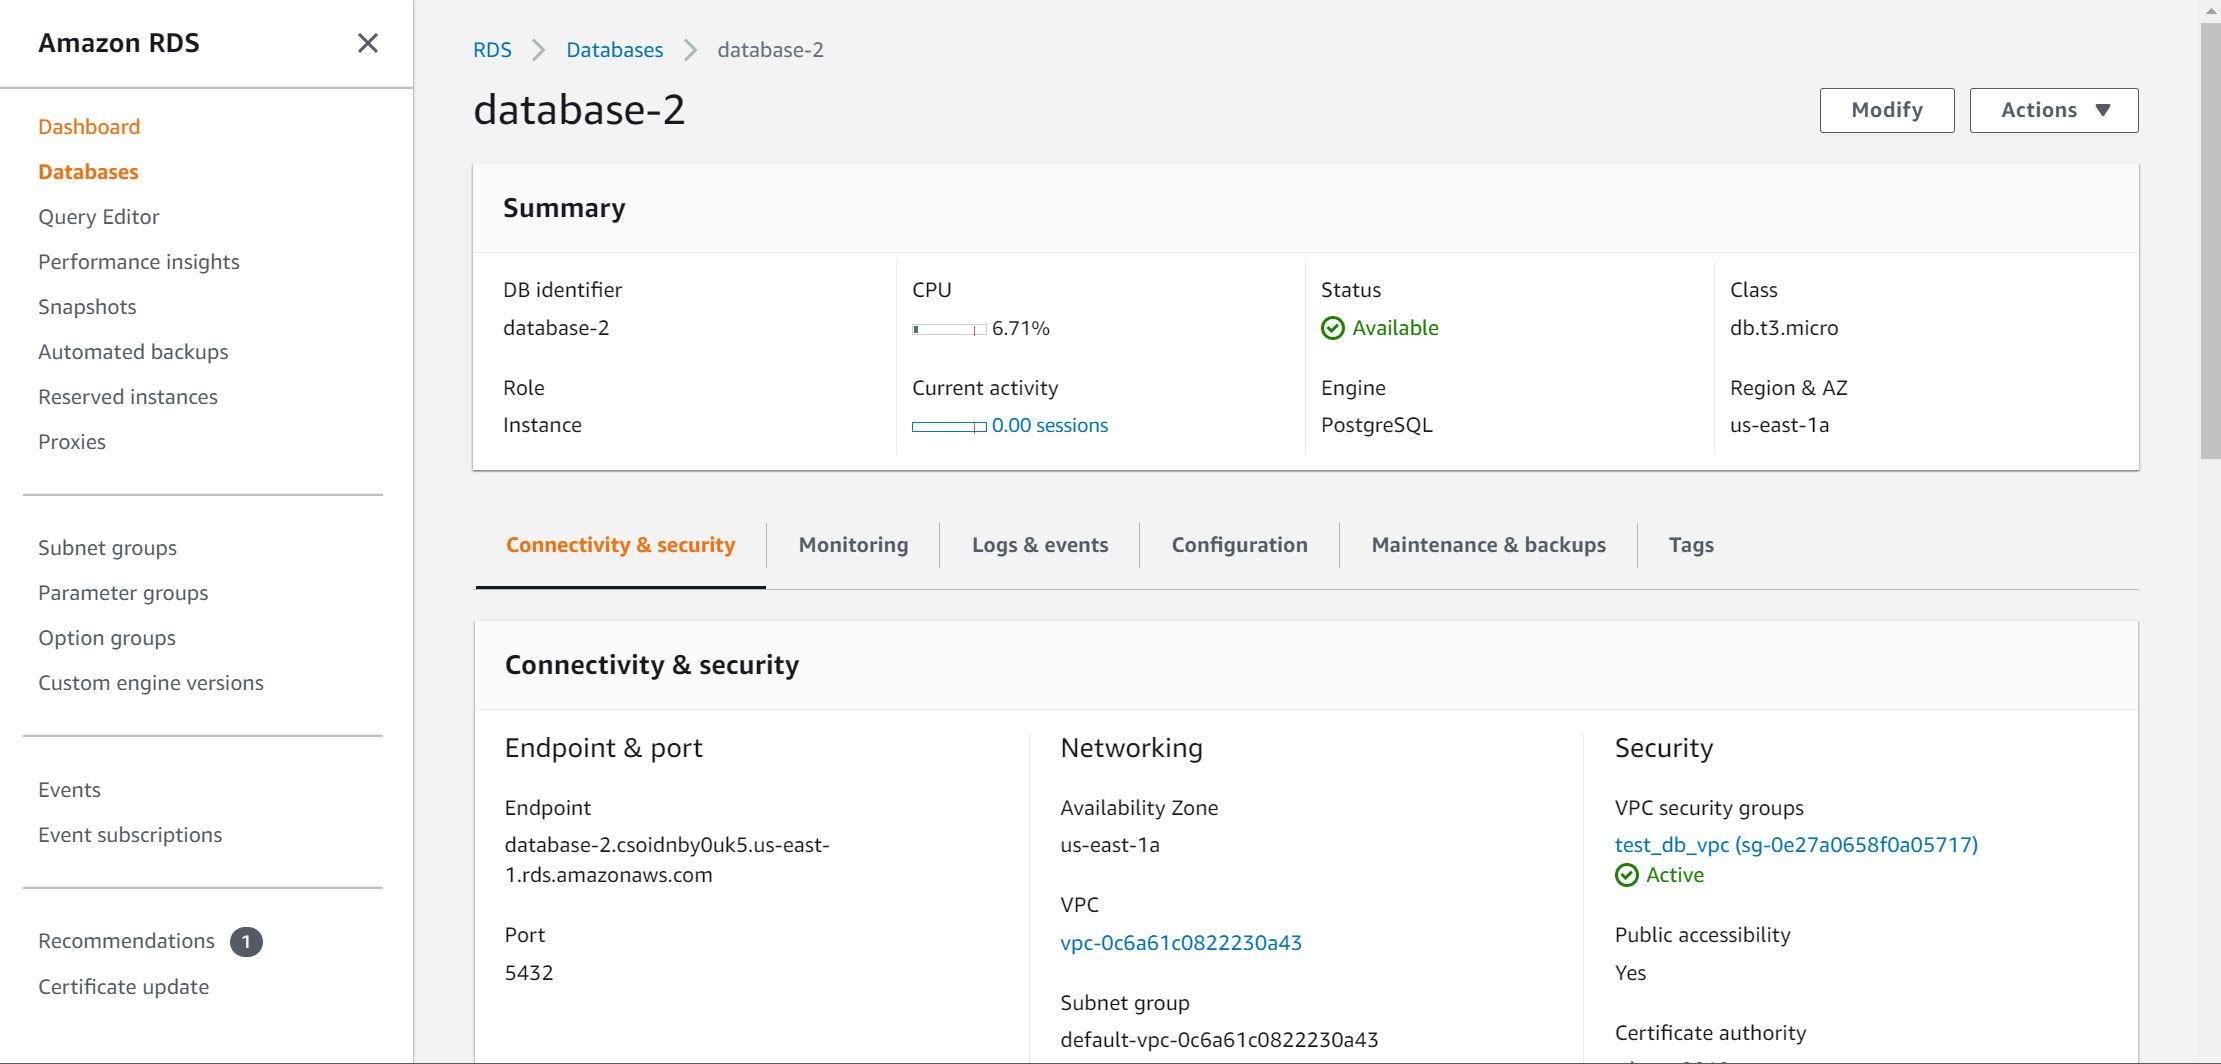 Amazon RDS
Dashboard
Databases
Query Editor
Performance insights
Snapshots
Automated backups
Reserved instances
Proxies
Subnet groups
Parameter groups
Option groups
Custom engine versions
Events
Event subscriptions
Recommendations 1
Certificate update
RDS Databases database-2
database-2
Modify Actions
Summary
DB identifier
database-2
Role
Instance
CPU
6.71%
Current activity
0.00 sessions
Status
Available
Engine
PostgreSQL
Class
db.t3.micro
Region & AZ
us-east-1a
Connectivity & security Monitoring Logs & events Configuration Maintenance & backups Tags
Connectivity & security
Endpoint & port
Endpoint
database-2.csoidnby0uk5.us-east-
1.rds.amazonaws.com
Port
5432
Networking
Availability Zone
us-east-1a
VPC
vpc-0c6a61c0822230a43
Subnet group
default-vpc-0c6a61c0822230a43
Security
VPC security groups
test_db_vpc (sg-0e27a0658f0a05717)
Active
Public accessibility
Yes
Certificate authority